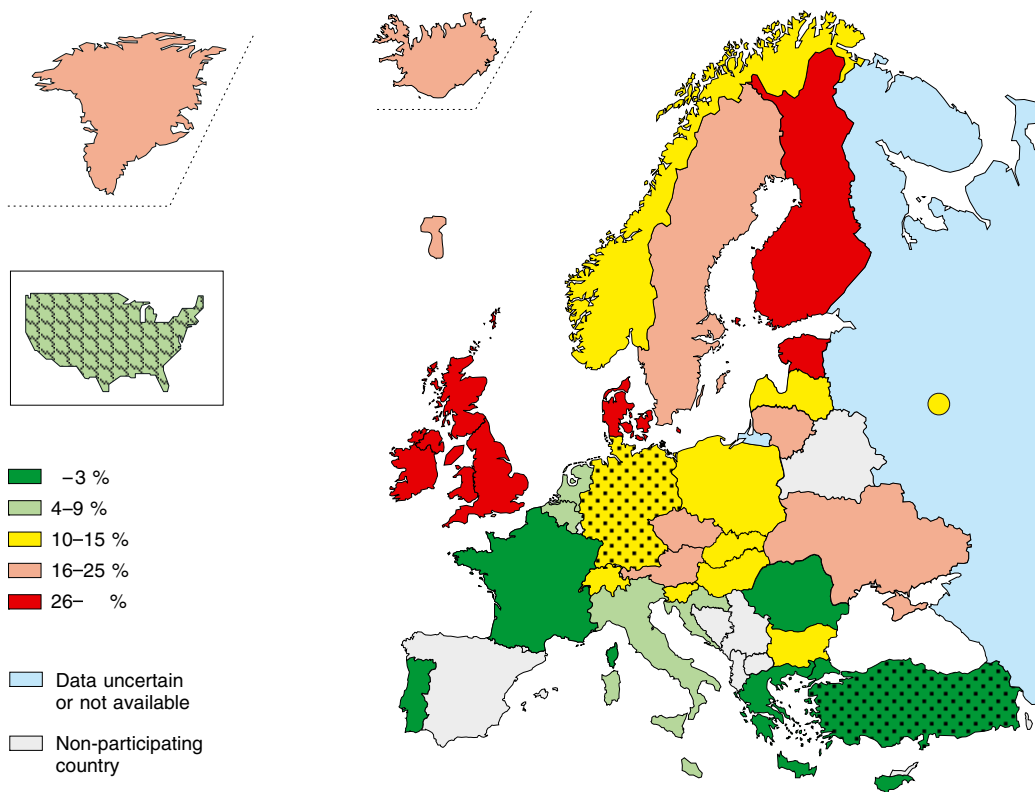 −3 %
4–9 %
10–15 %
16–25 %
26– %
Data uncertain
or not available
Non-participating
country